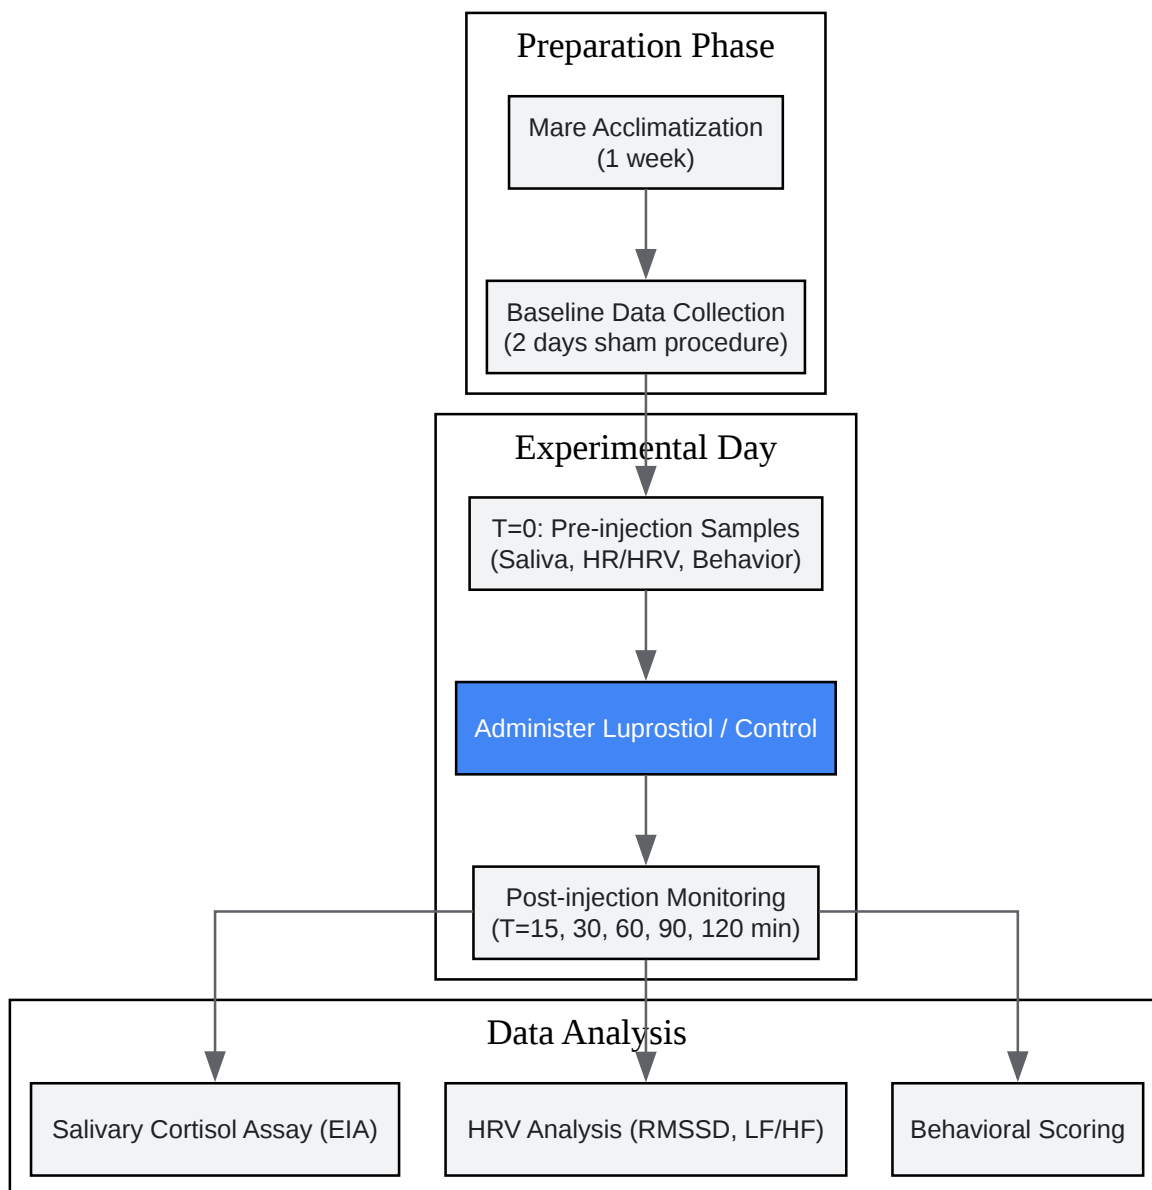 Preparation Phase
Mare Acclimatization
(1 week)
Baseline Data Collection
(2 days sham procedure)
Experimental Day
T=0: Pre-injection Samples
(Saliva, HR/HRV, Behavior)
Administer Luprostiol / Control
Post-injection Monitoring
(T=15, 30, 60, 90, 120 min)
Data Analysis
Salivary Cortisol Assay (EIA)
HRV Analysis (RMSSD, LF/HF)
Behavioral Scoring